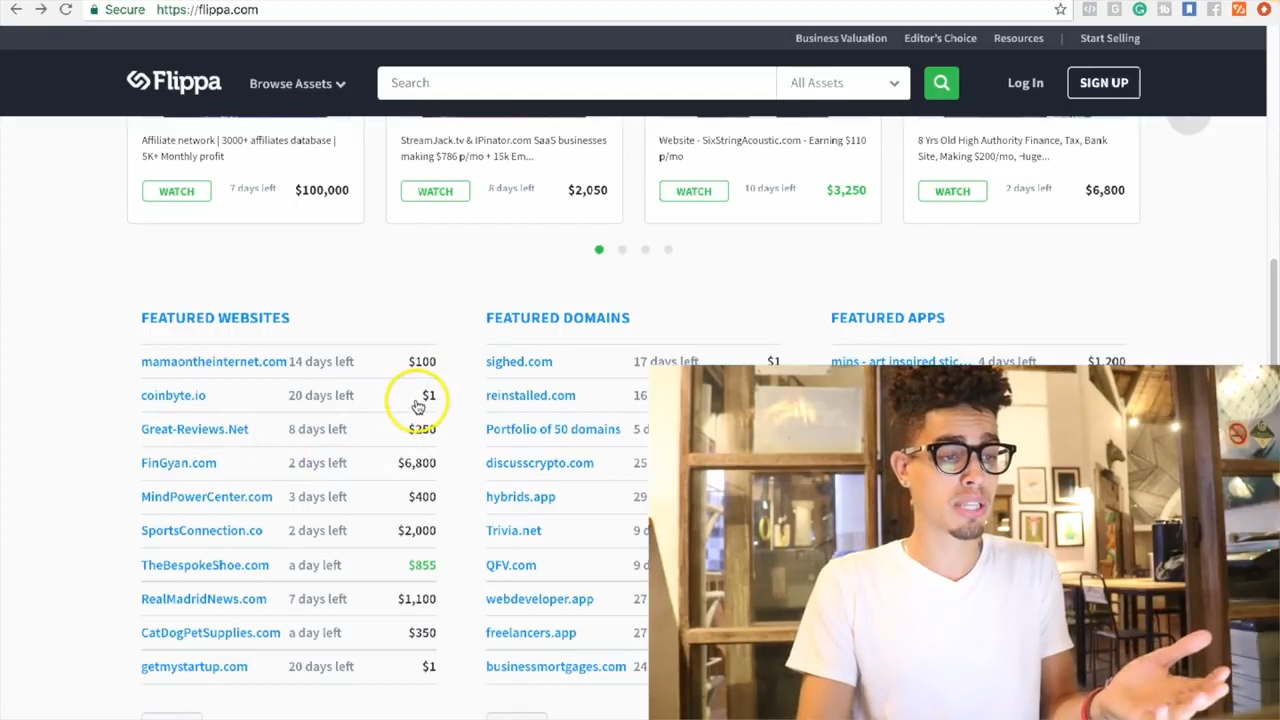 Secure https://flippa.com
Business Valuation Editor's Choice Resources | Start Selling
Flippa Browse Assets Search All Assets Log In SIGN UP
Affiliate network | 3000+ affiliates database |
5K+ Monthly profit
WATCH 7 days left $100,000
StreamJack.tv & IPinator.com SaaS businesses
making $786 p/mo + 15k Em...
WATCH 8 days left $2,050
Website - SixStringAcoustic.com - Earning $110
p/mo
WATCH 10 days left $3,250
8 Yrs Old High Authority Finance, Tax, Bank
Site, Making $200/mo, Huge...
WATCH 2 days left $6,800
FEATURED WEBSITES
mamaontheinternet.com 14 days left $100
coinbyte.io 20 days left $1
Great-Reviews.Net 8 days left $250
FinGyan.com 2 days left $6,800
MindPowerCenter.com 3 days left $400
SportsConnection.co 2 days left $2,000
TheBespokeShoe.com a day left $855
RealMadridNews.com 7 days left $1,100
CatDogPetSupplies.com a day left $350
getmystartup.com 20 days left $1
FEATURED DOMAINS
sighed.com 17 days left $1
reinstalled.com 16
Portfolio of 50 domains 5 d
discusscrypto.com 25
hybrids.app 29
Trivia.net 9 d
QFV.com 9 d
webdeveloper.app 27
freelancers.app 27
businessmortgages.com 24
FEATURED APPS
mips - art inspired stic... 4 days left $1,200